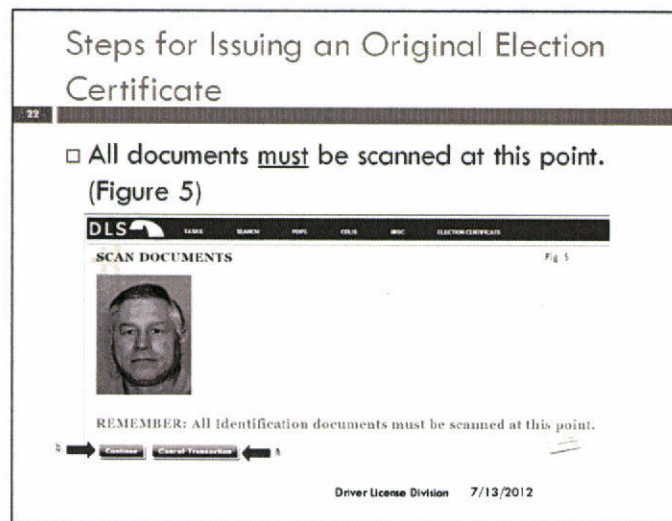 Steps for Issuing an Original Election
Certificate
22
□ All documents must be scanned at this point.
(Figure 5)
DLS TASKS SEARCH POPS CDLIS MISC ELECTION CERTIFICATE
SCAN DOCUMENTS Fig 5
REMEMBER: All Identification documents must be scanned at this point.
Continue Cancel Transaction
Driver License Division 7/13/2012